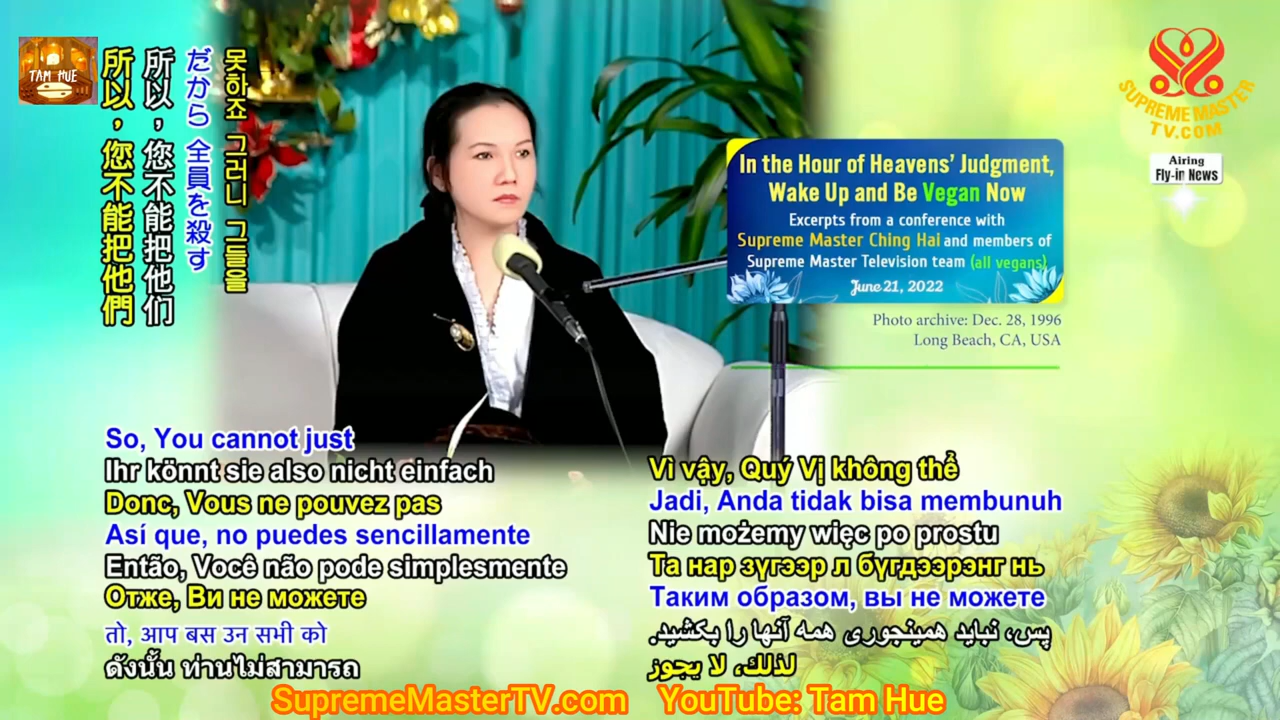 TAM HUE
所以，您不能把他們
所以，您不能把他们
だから 全員を殺す
못하죠 그러니 그들을
SUPREME MASTER
TV.COM
Airing
Fly-in News
In the Hour of Heavens' Judgment,
Wake Up and Be Vegan Now
Excerpts from a conference with
Supreme Master Ching Hai and members of
Supreme Master Television team (all vegans)
June 21, 2022
Photo archive: Dec. 28, 1996
Long Beach, CA, USA
So, You cannot just
Ihr könnt sie also nicht einfach
Donc, Vous ne pouvez pas
Así que, no puedes sencillamente
Então, Você não pode simplesmente
Отже, Ви не можете
तो, आप बस उन सभी को
ดังนั้น ท่านไม่สามารถ
Vì vậy, Quý Vị không thể
Jadi, Anda tidak bisa membunuh
Nie możemy więc po prostu
Та нар зүгээр л бүгдээрэнг нь
Таким образом, вы не можете
پس، نباید همینجوری همه آنها را بکشید.
لذلك، لا يجوز
SupremeMasterTV.com YouTube: Tam Hue